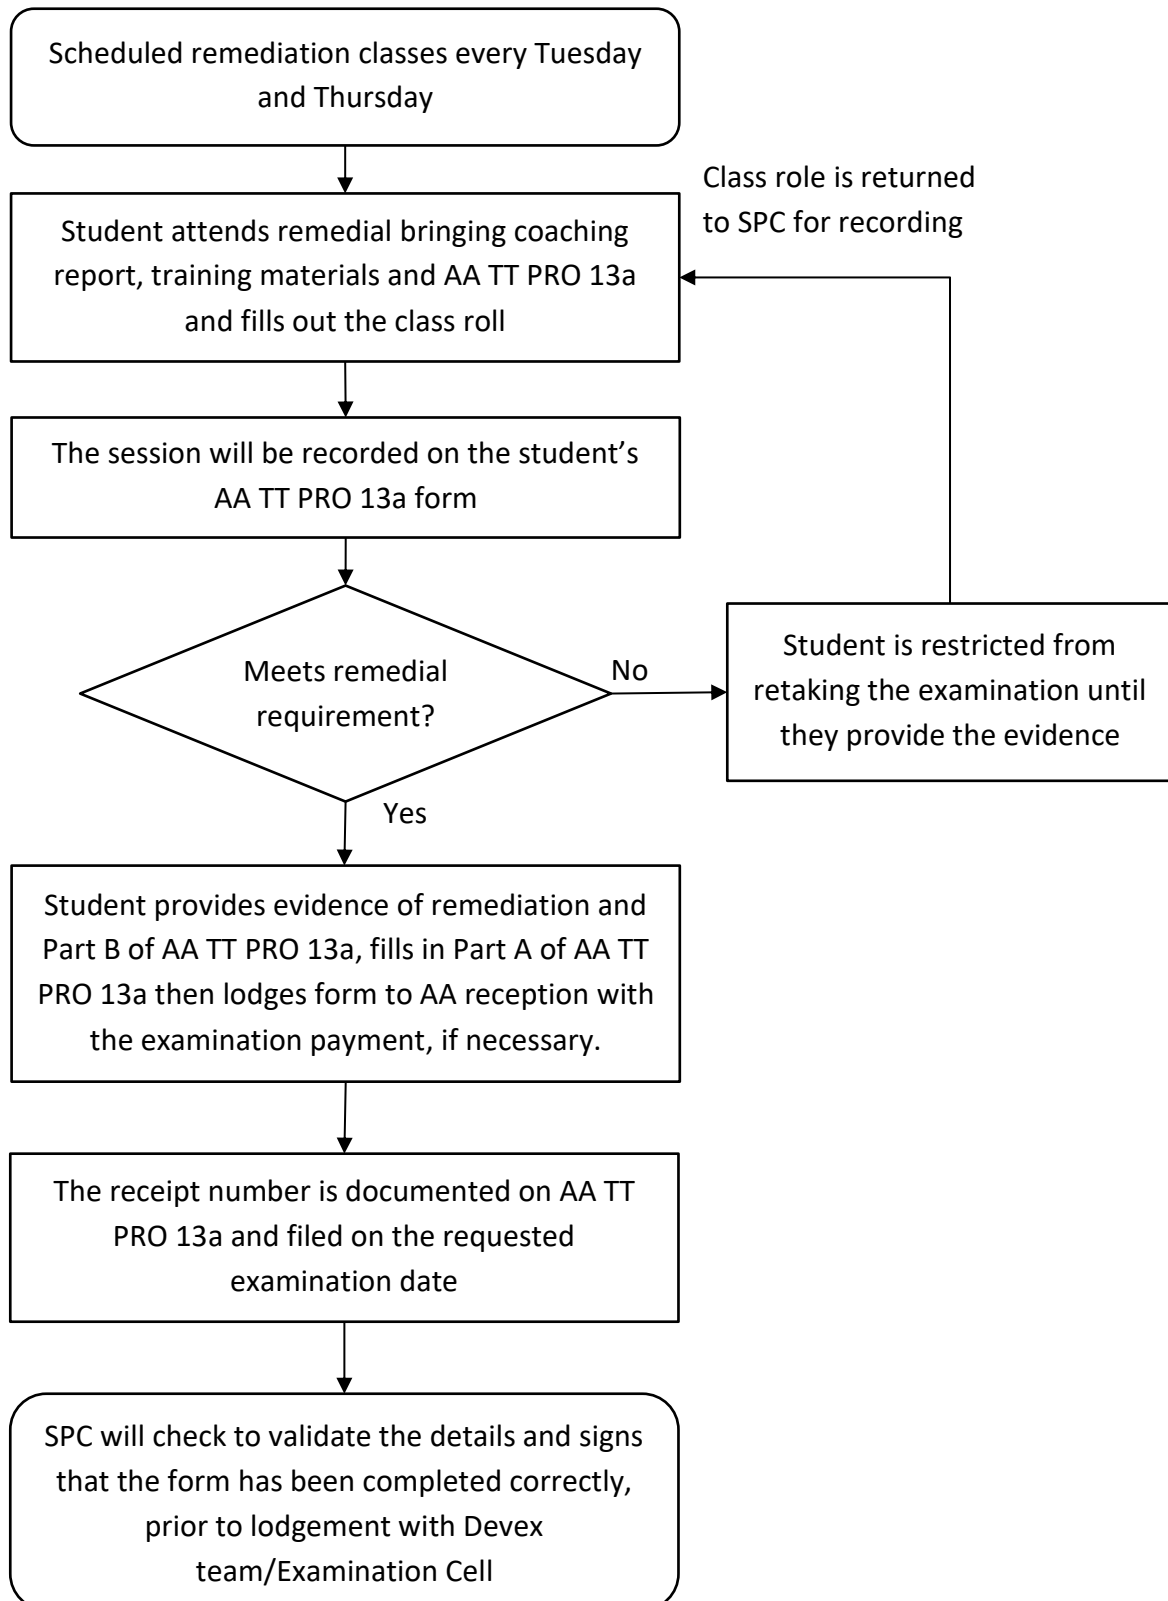 Scheduled remediation classes every Tuesday
and Thursday
Class role is returned
to SPC for recording
Student attends remedial bringing coaching
report, training materials and AA TT PRO 13a
and fills out the class roll
The session will be recorded on the student’s
AA TT PRO 13a form
Meets remedial
requirement?
No
Student is restricted from
retaking the examination until
they provide the evidence
Yes
Student provides evidence of remediation and
Part B of AA TT PRO 13a, fills in Part A of AA TT
PRO 13a then lodges form to AA reception with
the examination payment, if necessary.
The receipt number is documented on AA TT
PRO 13a and filed on the requested
examination date
SPC will check to validate the details and signs
that the form has been completed correctly,
prior to lodgement with Devex
team/Examination Cell